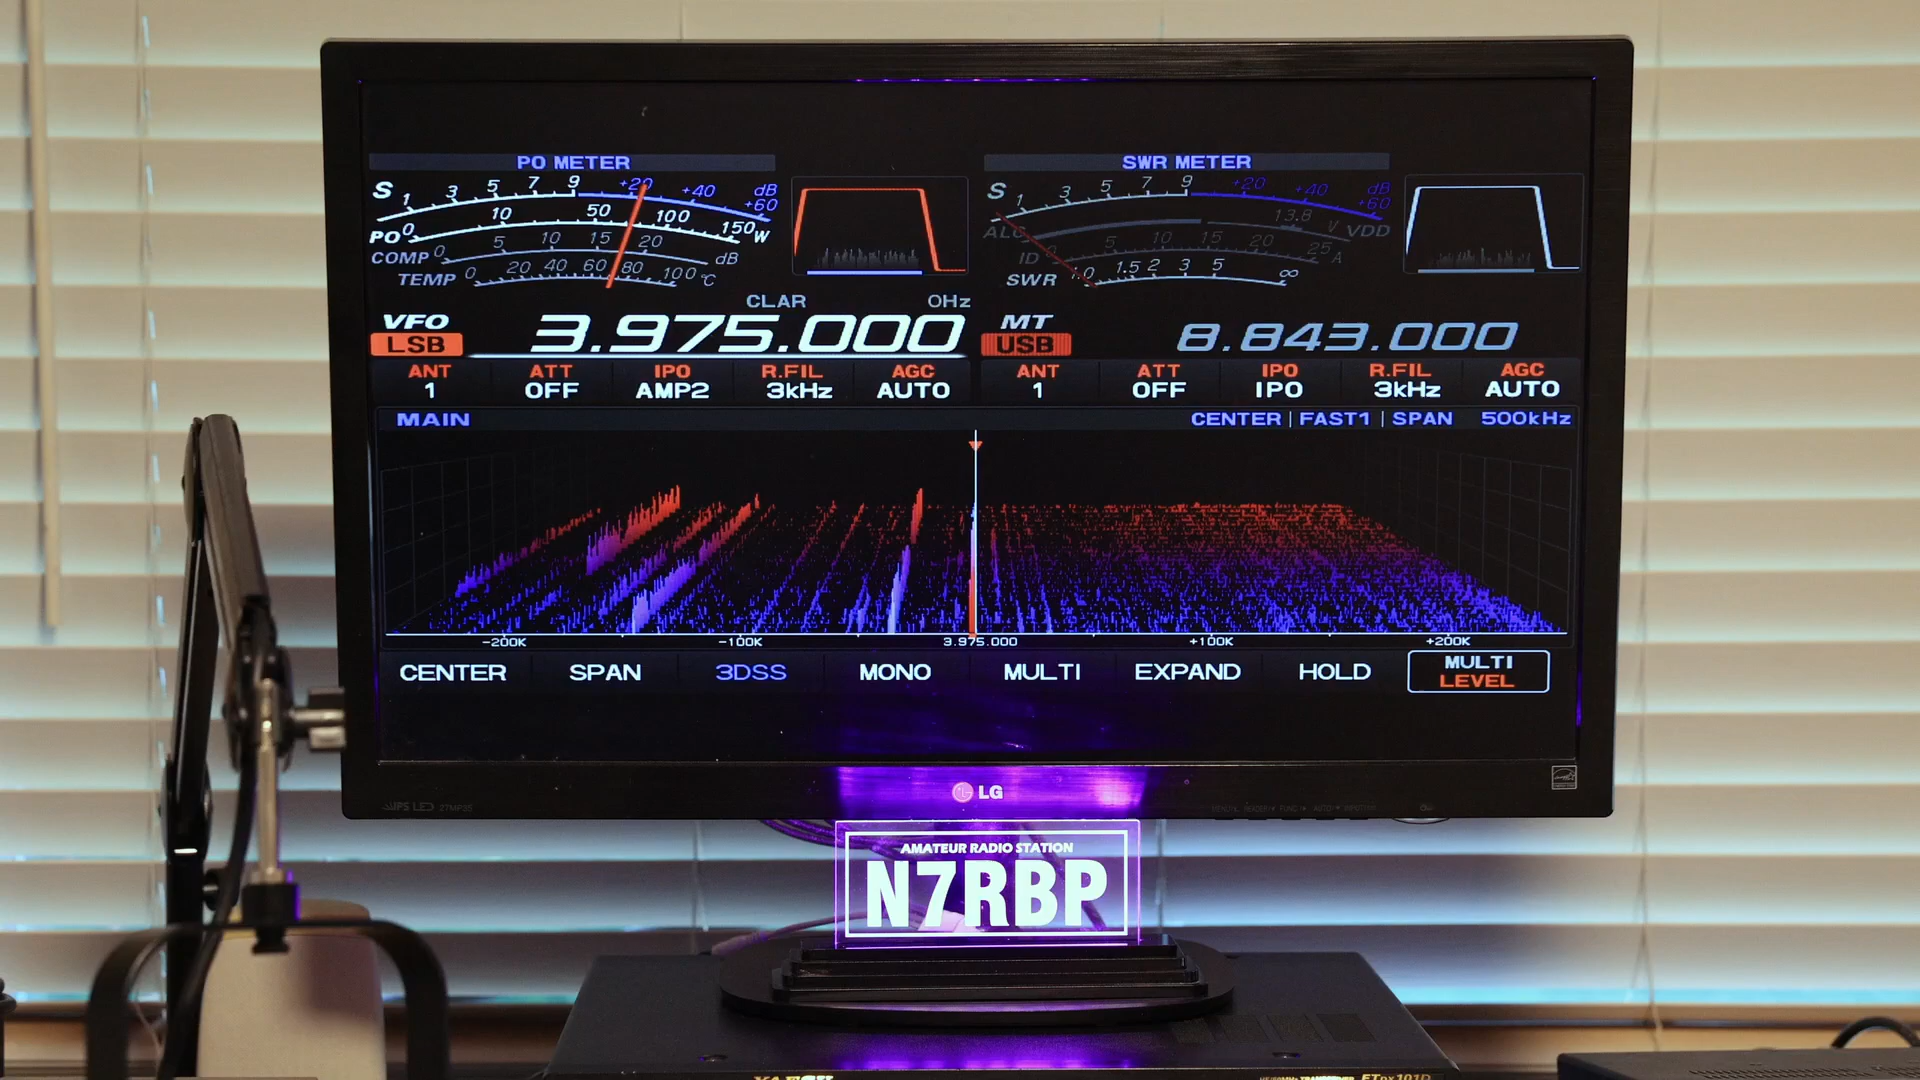 PO METER
S 1 3 5 7 9 +20 +40 dB +60
PO 0 10 50 100 150 W
COMP 0 5 10 15 20 dB
TEMP 0 20 40 60 80 100 °C
SWR METER
S 1 3 5 7 9 +20 +40 dB +60
ALC 13.8 V VDD
ID 0 5 10 15 20 25 A
SWR 1.0 1.5 2 3 5 ∞
CLAR 0Hz
VFO
LSB
3.975.000
MT
USB
8.843.000
ANT ATT IPO R.FIL AGC
1 OFF AMP2 3kHz AUTO
ANT ATT IPO R.FIL AGC
1 OFF IPO 3kHz AUTO
MAIN
CENTER | FAST1 | SPAN 500kHz
-200K -100K 3.975.000 +100K +200K
CENTER SPAN 3DSS MONO MULTI EXPAND HOLD MULTI
LEVEL
LG
AMATEUR RADIO STATION
N7RBP